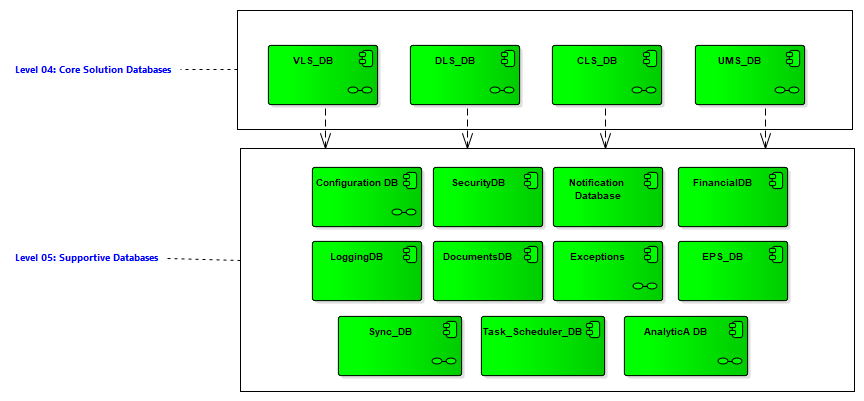 Level 04: Core Solution Databases
VLS_DB
DLS_DB
CLS_DB
UMS_DB
Level 05: Supportive Databases
Configuration DB
SecurityDB
Notification
Database
FinancialDB
LoggingDB
DocumentsDB
Exceptions
EPS_DB
Sync_DB
Task_Scheduler_DB
AnalyticA DB